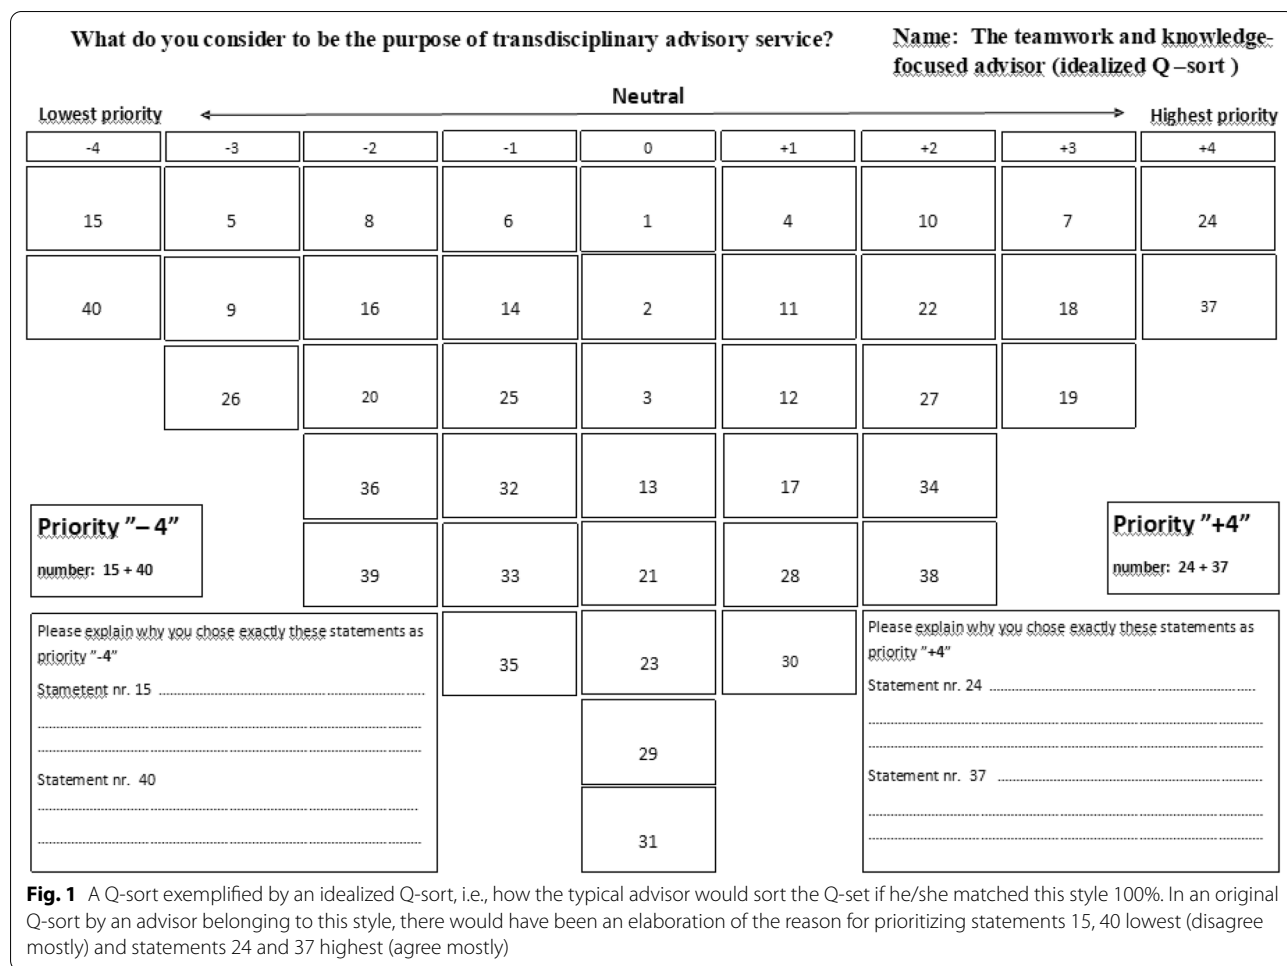 What do you consider to be the purpose of transdisciplinary advisory service?
Name: The teamwork and knowledge-
focused advisor (idealized Q –sort )
Neutral
Lowest priority
Highest priority
-4 -3 -2 -1 0 +1 +2 +3 +4
15 5 8 6 1 4 10 7 24
40 9 16 14 2 11 22 18 37
26 20 25 3 12 27 19
36 32 13 17 34
39 33 21 28 38
35 23 30
29
31
Priority ”– 4”
number: 15 + 40
Priority ”+4”
number: 24 + 37
Please explain why you chose exactly these statements as
priority ”-4”
Stametent nr. 15
Statement nr. 40
Please explain why you chose exactly these statements as
priority ”+4”
Statement nr. 24
Statement nr. 37
Fig. 1 A Q-sort exemplified by an idealized Q-sort, i.e., how the typical advisor would sort the Q-set if he/she matched this style 100%. In an original
Q-sort by an advisor belonging to this style, there would have been an elaboration of the reason for prioritizing statements 15, 40 lowest (disagree
mostly) and statements 24 and 37 highest (agree mostly)